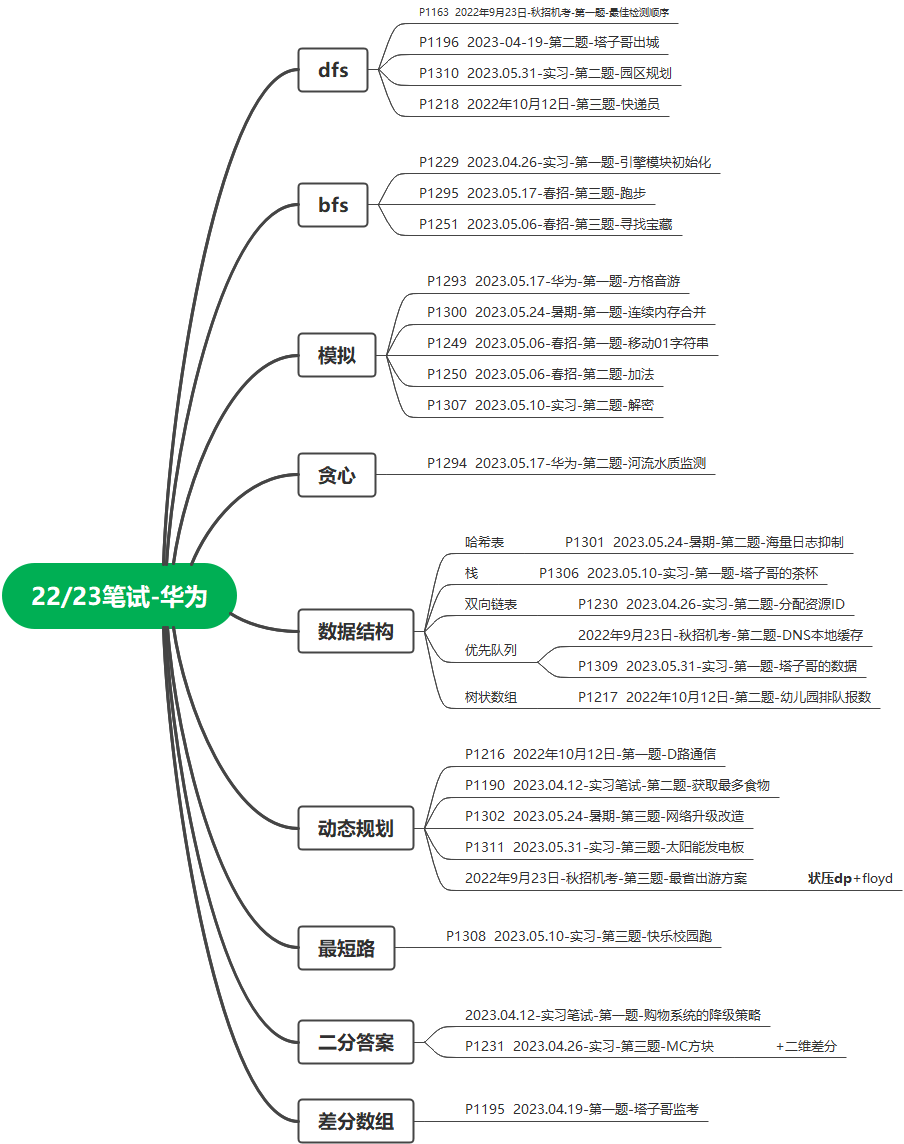 22/23笔试-华为
dfs
P1163 2022年9月23日-秋招机考-第一题-最佳检测顺序
P1196 2023-04-19-第二题-塔子哥出城
P1310 2023.05.31-实习-第二题-园区规划
P1218 2022年10月12日-第三题-快递员
bfs
P1229 2023.04.26-实习-第一题-引擎模块初始化
P1295 2023.05.17-春招-第三题-跑步
P1251 2023.05.06-春招-第三题-寻找宝藏
模拟
P1293 2023.05.17-华为-第一题-方格音游
P1300 2023.05.24-暑期-第一题-连续内存合并
P1249 2023.05.06-春招-第一题-移动01字符串
P1250 2023.05.06-春招-第二题-加法
P1307 2023.05.10-实习-第二题-解密
贪心
P1294 2023.05.17-华为-第二题-河流水质监测
数据结构
哈希表 P1301 2023.05.24-暑期-第二题-海量日志抑制
栈 P1306 2023.05.10-实习-第一题-塔子哥的茶杯
双向链表 P1230 2023.04.26-实习-第二题-分配资源ID
优先队列
2022年9月23日-秋招机考-第二题-DNS本地缓存
P1309 2023.05.31-实习-第一题-塔子哥的数据
树状数组 P1217 2022年10月12日-第二题-幼儿园排队报数
动态规划
P1216 2022年10月12日-第一题-D路通信
P1190 2023.04.12-实习笔试-第二题-获取最多食物
P1302 2023.05.24-暑期-第三题-网络升级改造
P1311 2023.05.31-实习-第三题-太阳能发电板
2022年9月23日-秋招机考-第三题-最省出游方案 状压dp+floyd
最短路
P1308 2023.05.10-实习-第三题-快乐校园跑
二分答案
2023.04.12-实习笔试-第一题-购物系统的降级策略
P1231 2023.04.26-实习-第三题-MC方块 +二维差分
差分数组
P1195 2023.04.19-第一题-塔子哥监考